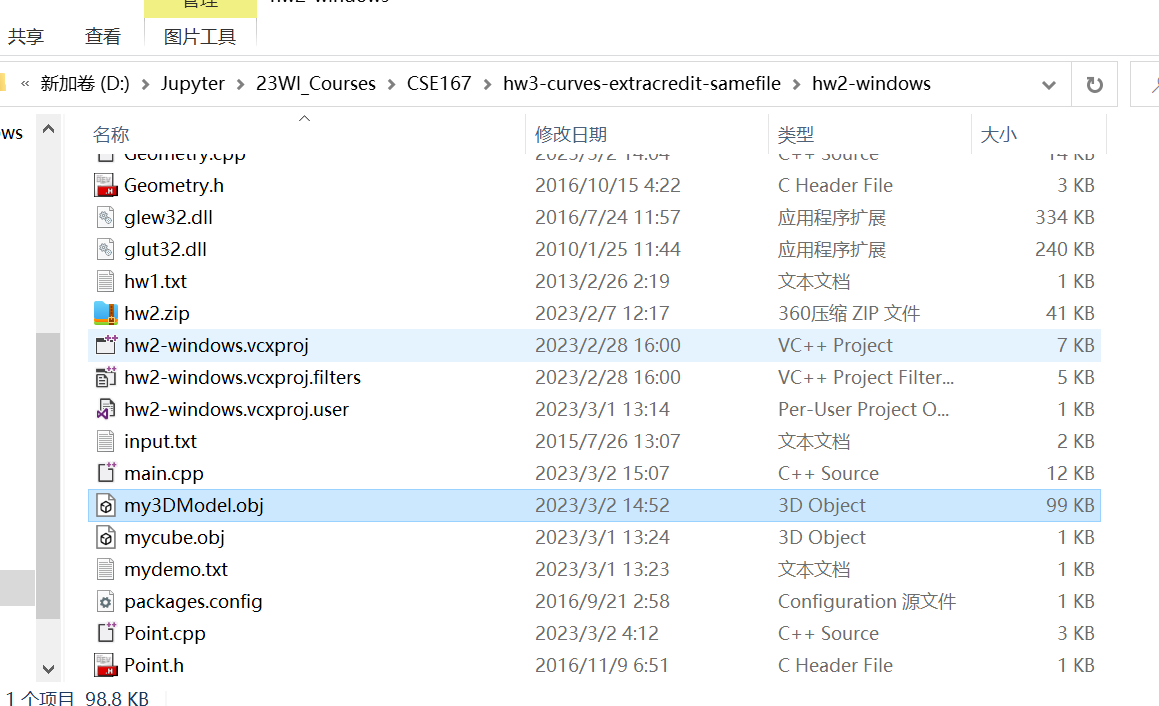 管理
hw2-windows
共享 查看 图片工具
« 新加卷 (D:) › Jupyter › 23WI_Courses › CSE167 › hw3-curves-extracredit-samefile › hw2-windows
ws
名称 修改日期 类型 大小
Geometry.cpp 2023/3/2 14:04 C++ Source 14 KB
Geometry.h 2016/10/15 4:22 C Header File 3 KB
glew32.dll 2016/7/24 11:57 应用程序扩展 334 KB
glut32.dll 2010/1/25 11:44 应用程序扩展 240 KB
hw1.txt 2013/2/26 2:19 文本文档 1 KB
hw2.zip 2023/2/7 12:17 360压缩 ZIP 文件 41 KB
hw2-windows.vcxproj 2023/2/28 16:00 VC++ Project 7 KB
hw2-windows.vcxproj.filters 2023/2/28 16:00 VC++ Project Filter... 5 KB
hw2-windows.vcxproj.user 2023/3/1 13:14 Per-User Project O... 1 KB
input.txt 2015/7/26 13:07 文本文档 2 KB
main.cpp 2023/3/2 15:07 C++ Source 12 KB
my3DModel.obj 2023/3/2 14:52 3D Object 99 KB
mycube.obj 2023/3/1 13:24 3D Object 1 KB
mydemo.txt 2023/3/1 13:23 文本文档 1 KB
packages.config 2016/9/21 2:58 Configuration 源文件 1 KB
Point.cpp 2023/3/2 4:12 C++ Source 3 KB
Point.h 2016/11/9 6:51 C Header File 1 KB
1 个项目 98.8 KB